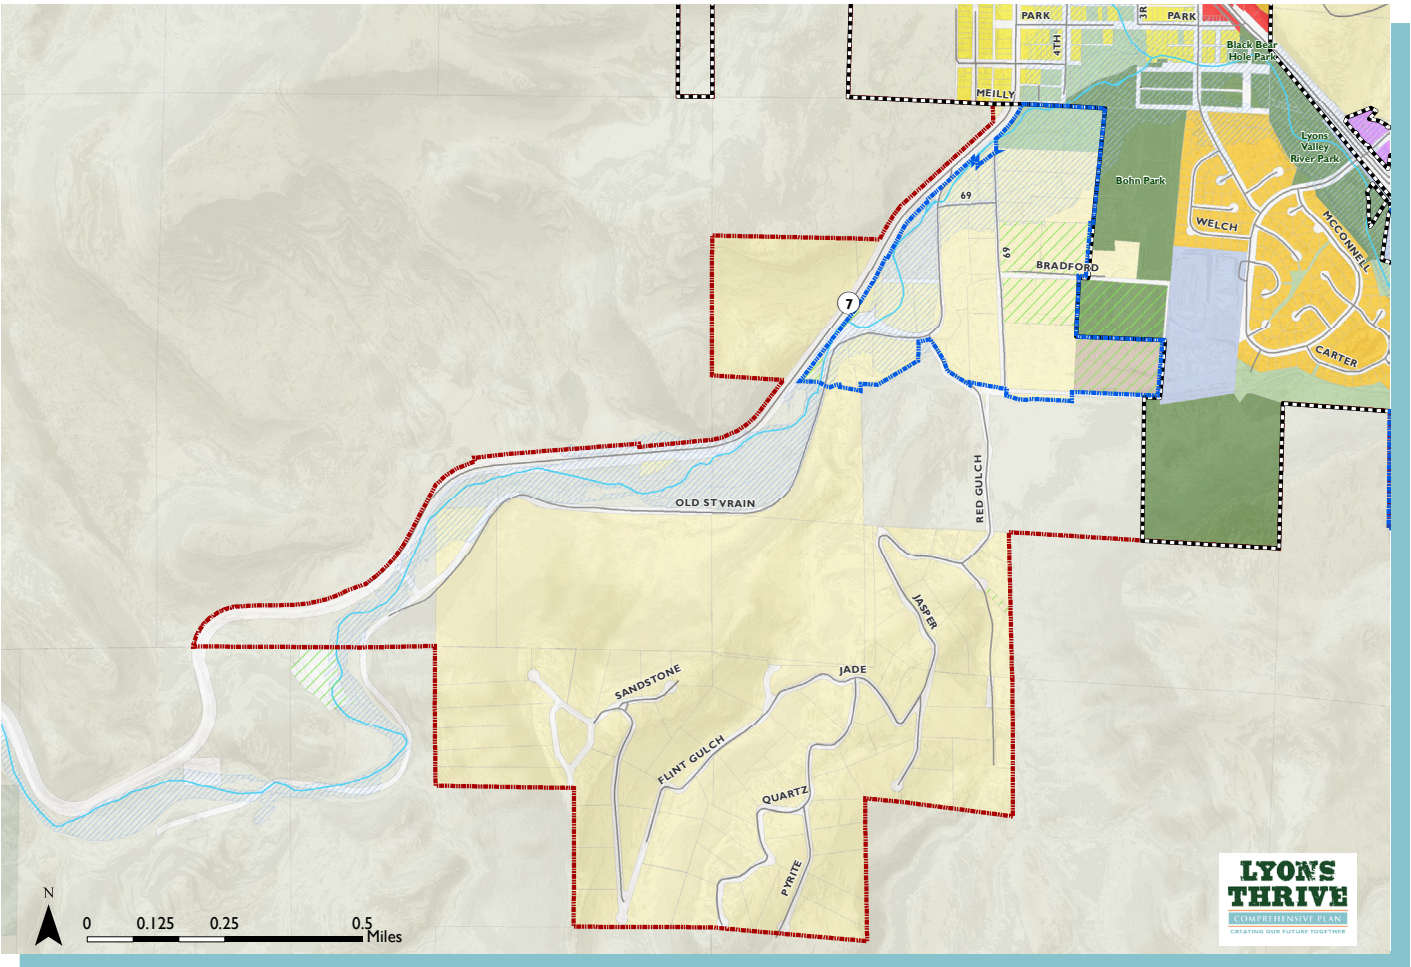 PARK
3R
PARK
4TH
Black Bear
Hole Park
MEILLY
Lyons
Valley
River Park
Bohn Park
69
WELCH
MCCONNELL
69
BRADFORD
7
CARTER
RED GULCH
OLD ST VRAIN
JASPER
JADE
SANDSTONE
FLINT GULCH
QUARTZ
PYRITE
N
0 0.125 0.25 0.5
Miles
LYONS
THRIVE
COMPREHENSIVE PLAN
CREATING OUR FUTURE TOGETHER